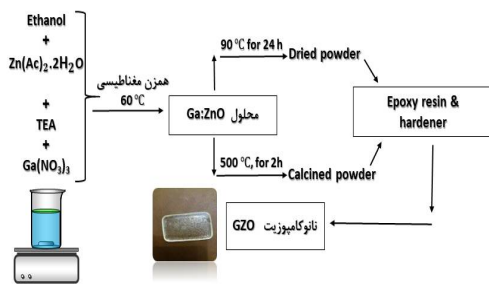 Ethanol
+
Zn(Ac)₂.2H₂O
+
TEA
+
Ga(NO₃)₃
همزن مغناطیسی
60 ℃
محلول Ga:ZnO
90 ℃ for 24 h
Dried powder
500 ℃, for 2h
Calcined powder
Epoxy resin &
hardener
نانوکامپوزیت GZO